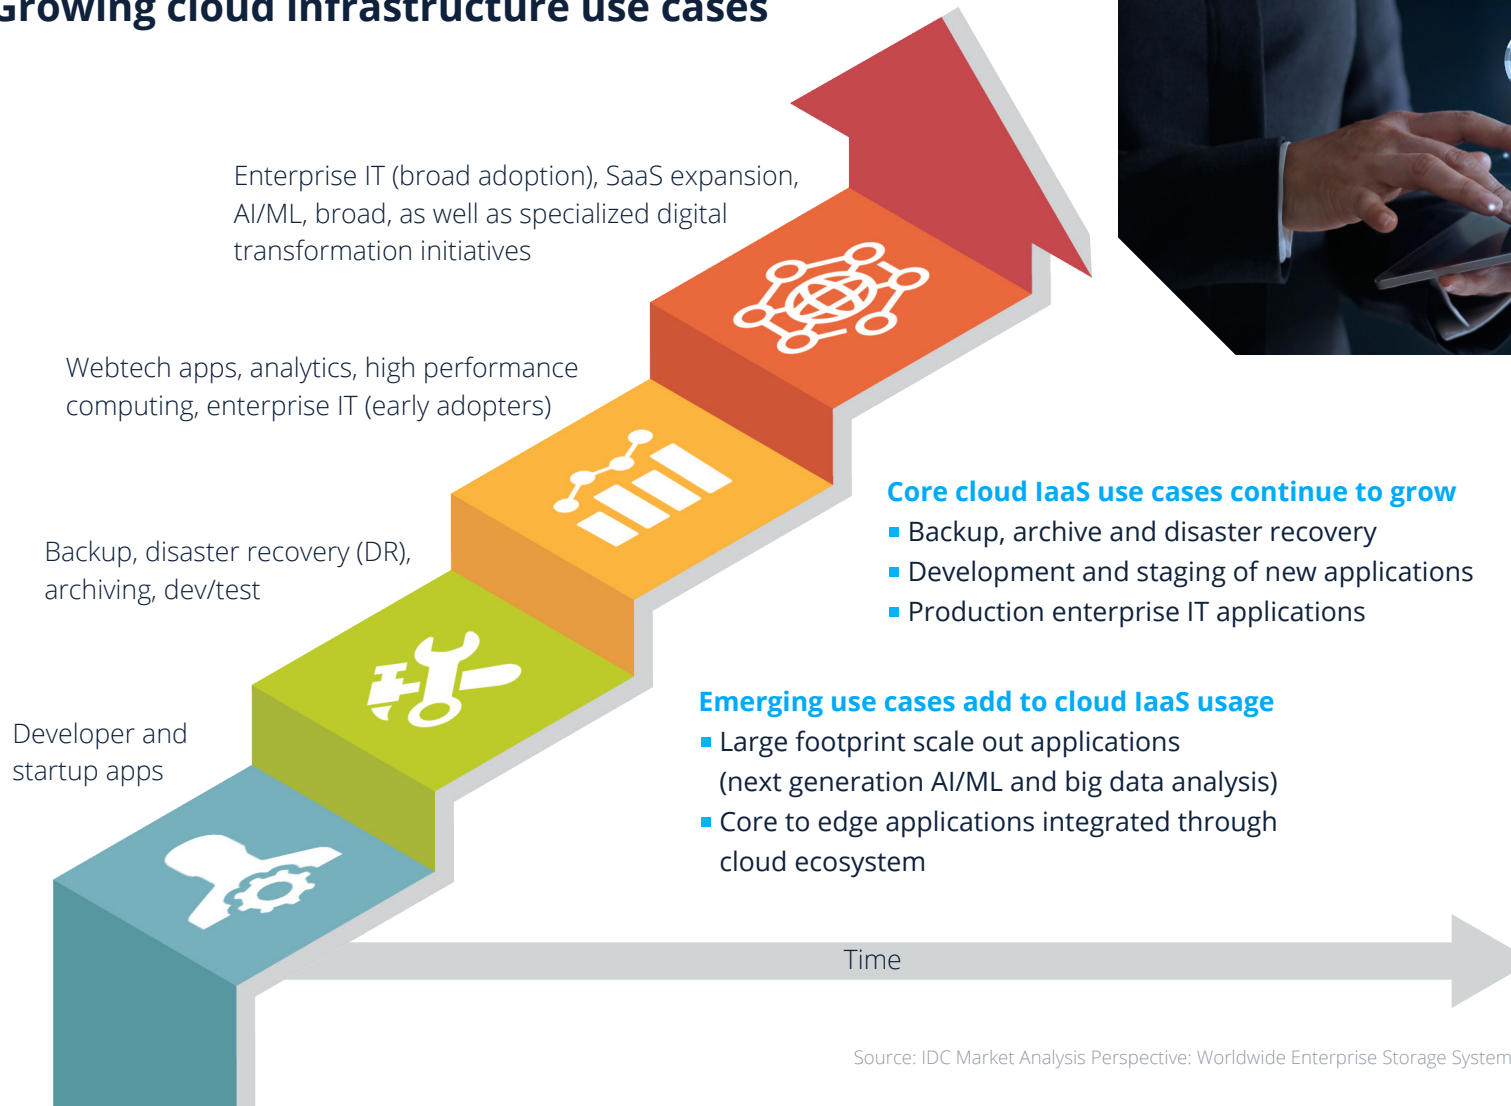 Growing cloud infrastructure use cases
Enterprise IT (broad adoption), SaaS expansion,
AI/ML, broad, as well as specialized digital
transformation initiatives
Webtech apps, analytics, high performance
computing, enterprise IT (early adopters)
Backup, disaster recovery (DR),
archiving, dev/test
Developer and
startup apps
Core cloud IaaS use cases continue to grow
Backup, archive and disaster recovery
Development and staging of new applications
Production enterprise IT applications
Emerging use cases add to cloud IaaS usage
Large footprint scale out applications
(next generation AI/ML and big data analysis)
Core to edge applications integrated through
cloud ecosystem
Time
Source: IDC Market Analysis Perspective: Worldwide Enterprise Storage System